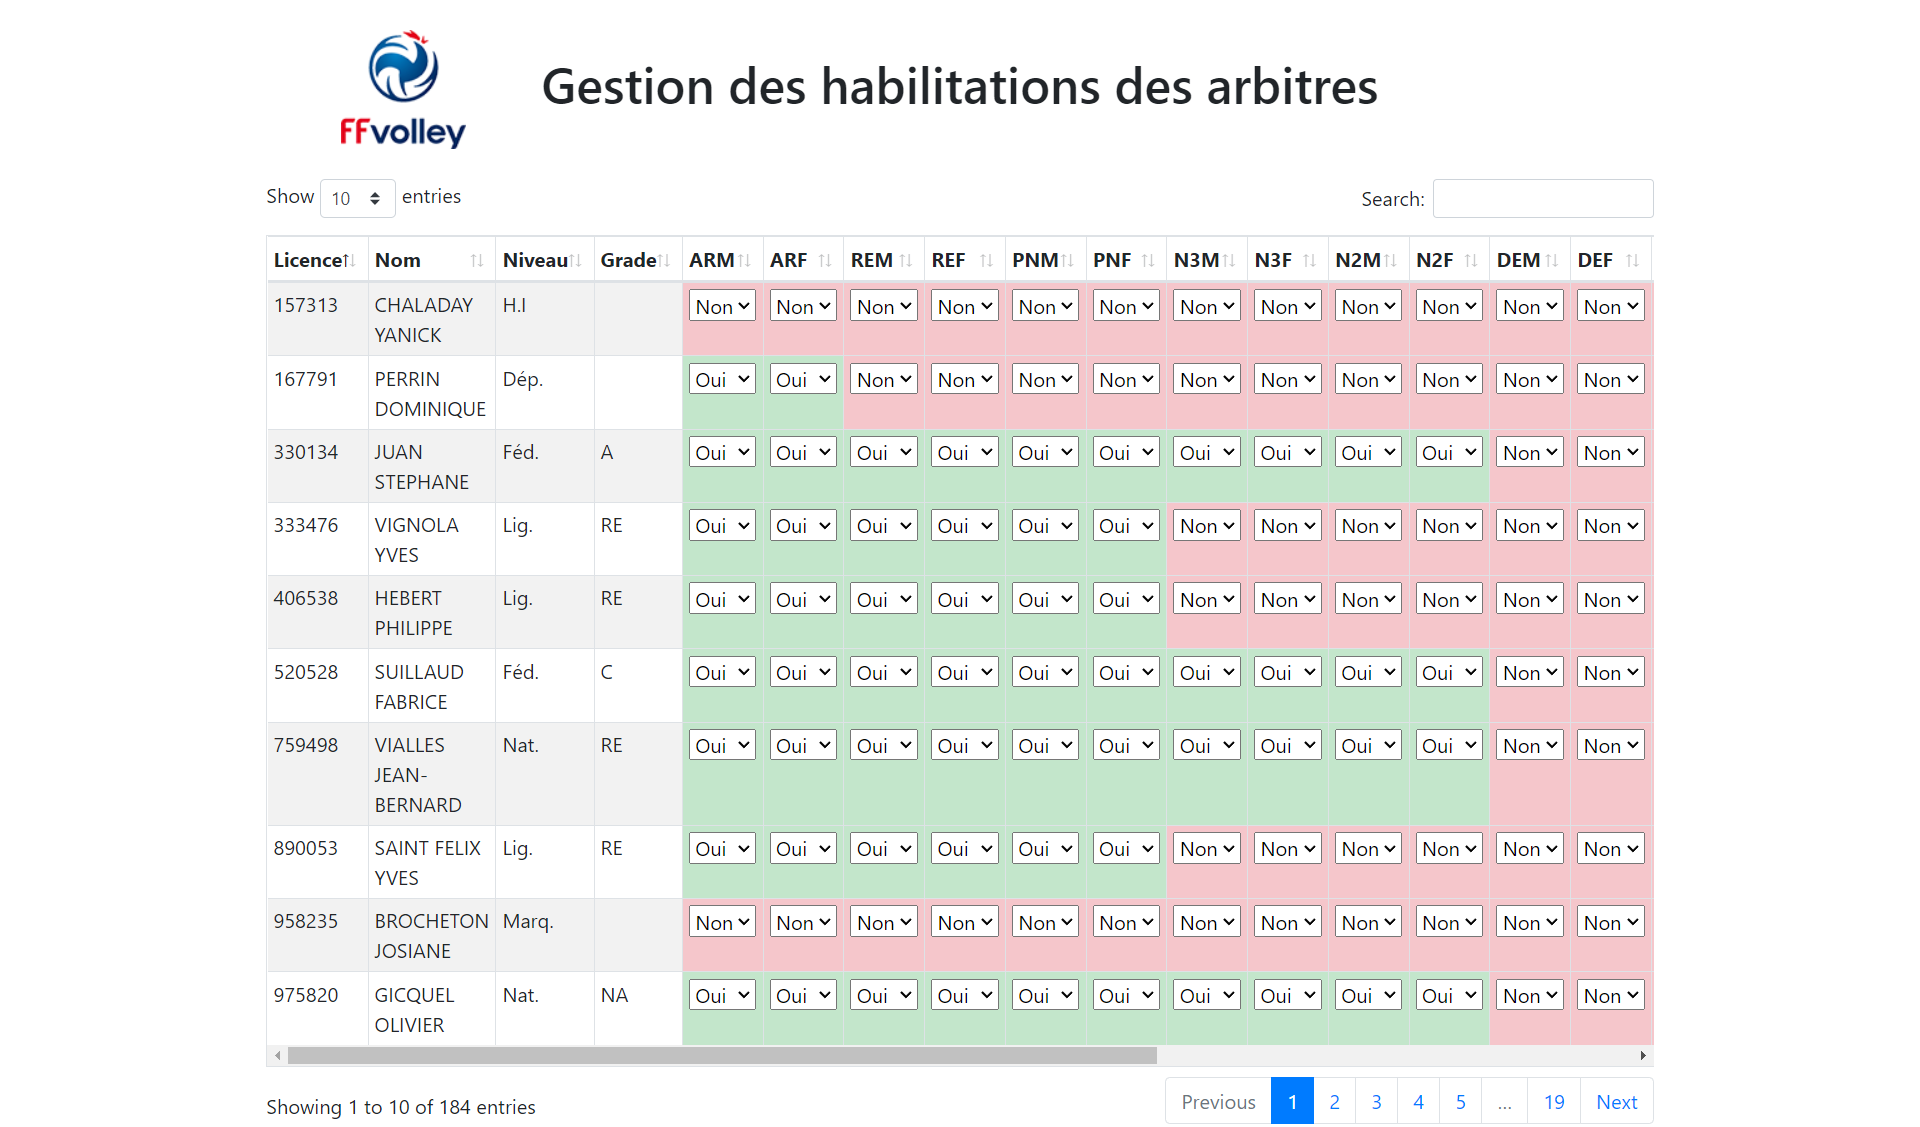 Gestion des habilitations des arbitres
FFvolley
Show 10 entries
Search:
Licence Nom Niveau Grade ARM ARF REM REF PNM PNF N3M N3F N2M N2F DEM DEF
157313 CHALADAY H.I Non Non Non Non Non Non Non Non Non Non Non Non
YANICK
167791 PERRIN Dép. Oui Oui Non Non Non Non Non Non Non Non Non Non
DOMINIQUE
330134 JUAN Féd. A Oui Oui Oui Oui Oui Oui Oui Oui Oui Oui Non Non
STEPHANE
333476 VIGNOLA Lig. RE Oui Oui Oui Oui Oui Oui Non Non Non Non Non Non
YVES
406538 HEBERT Lig. RE Oui Oui Oui Oui Oui Oui Non Non Non Non Non Non
PHILIPPE
520528 SUILLAUD Féd. C Oui Oui Oui Oui Oui Oui Oui Oui Oui Oui Non Non
FABRICE
759498 VIALLES Nat. RE Oui Oui Oui Oui Oui Oui Oui Oui Oui Oui Non Non
JEAN-
BERNARD
890053 SAINT FELIX Lig. RE Oui Oui Oui Oui Oui Oui Non Non Non Non Non Non
YVES
958235 BROCHETON Marq. Non Non Non Non Non Non Non Non Non Non Non Non
JOSIANE
975820 GICQUEL Nat. NA Oui Oui Oui Oui Oui Oui Oui Oui Oui Oui Non Non
OLIVIER
Showing 1 to 10 of 184 entries
Previous 1 2 3 4 5 … 19 Next